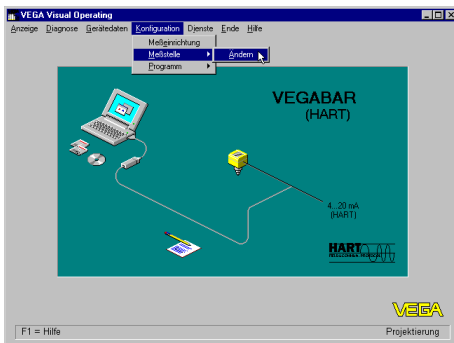 VEGA Visual Operating
Anzeige Diagnose Gerätedaten Konfiguration Dienste Ende Hilfe
Meßeinrichtung
Meßstelle
Ändern
Programm
VEGABAR
(HART)
4...20 mA
(HART)
HART
VEGA
F1 = Hilfe
Projektierung